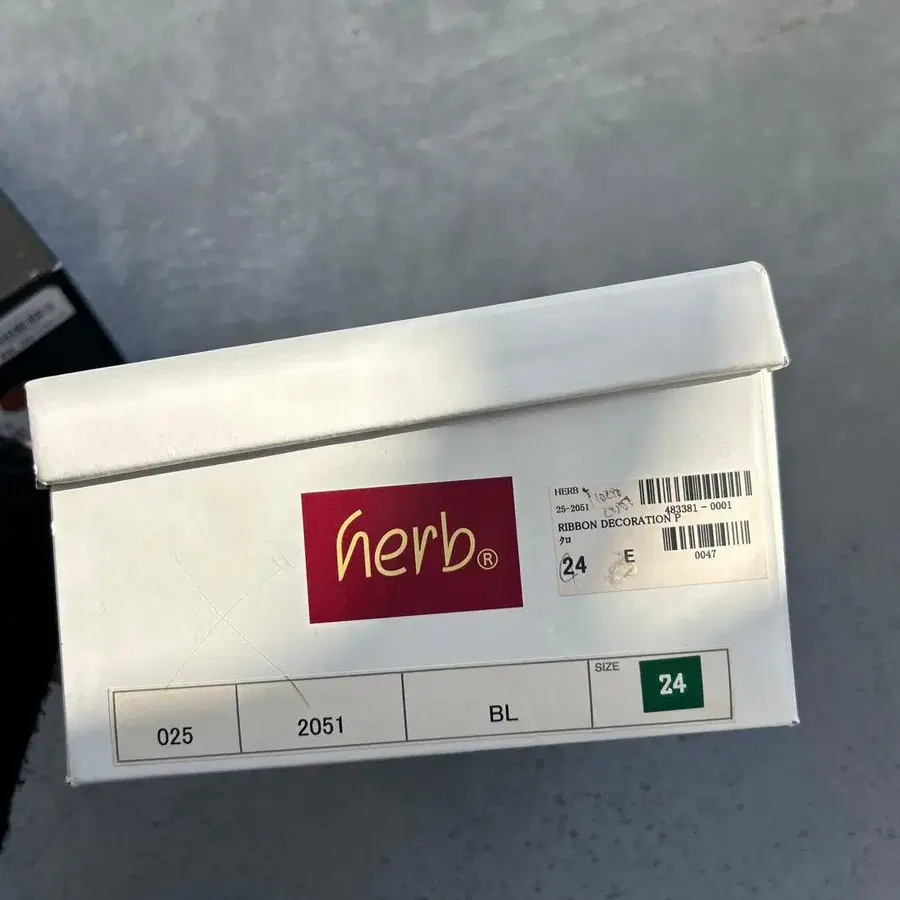 herb®
HERB
25-2051
483381-0001
RIBBON DECORATION P
クロ
24
E
0047
025
2051
BL
SIZE
24